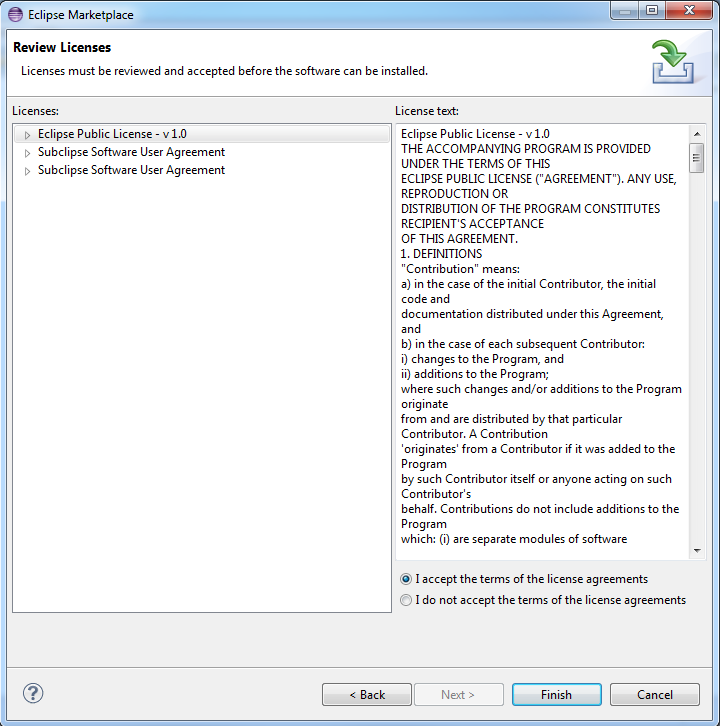 Eclipse Marketplace
Review Licenses
Licenses must be reviewed and accepted before the software can be installed.
Licenses:
Eclipse Public License - v 1.0
Subclipse Software User Agreement
Subclipse Software User Agreement
License text:
Eclipse Public License - v 1.0
THE ACCOMPANYING PROGRAM IS PROVIDED
UNDER THE TERMS OF THIS
ECLIPSE PUBLIC LICENSE ("AGREEMENT"). ANY USE,
REPRODUCTION OR
DISTRIBUTION OF THE PROGRAM CONSTITUTES
RECIPIENT'S ACCEPTANCE
OF THIS AGREEMENT.
1. DEFINITIONS
"Contribution" means:
a) in the case of the initial Contributor, the initial
code and
documentation distributed under this Agreement,
and
b) in the case of each subsequent Contributor:
i) changes to the Program, and
ii) additions to the Program;
where such changes and/or additions to the Program
originate
from and are distributed by that particular
Contributor. A Contribution
'originates' from a Contributor if it was added to the
Program
by such Contributor itself or anyone acting on such
Contributor's
behalf. Contributions do not include additions to the
Program
which: (i) are separate modules of software
I accept the terms of the license agreements
I do not accept the terms of the license agreements
?
< Back
Next >
Finish
Cancel